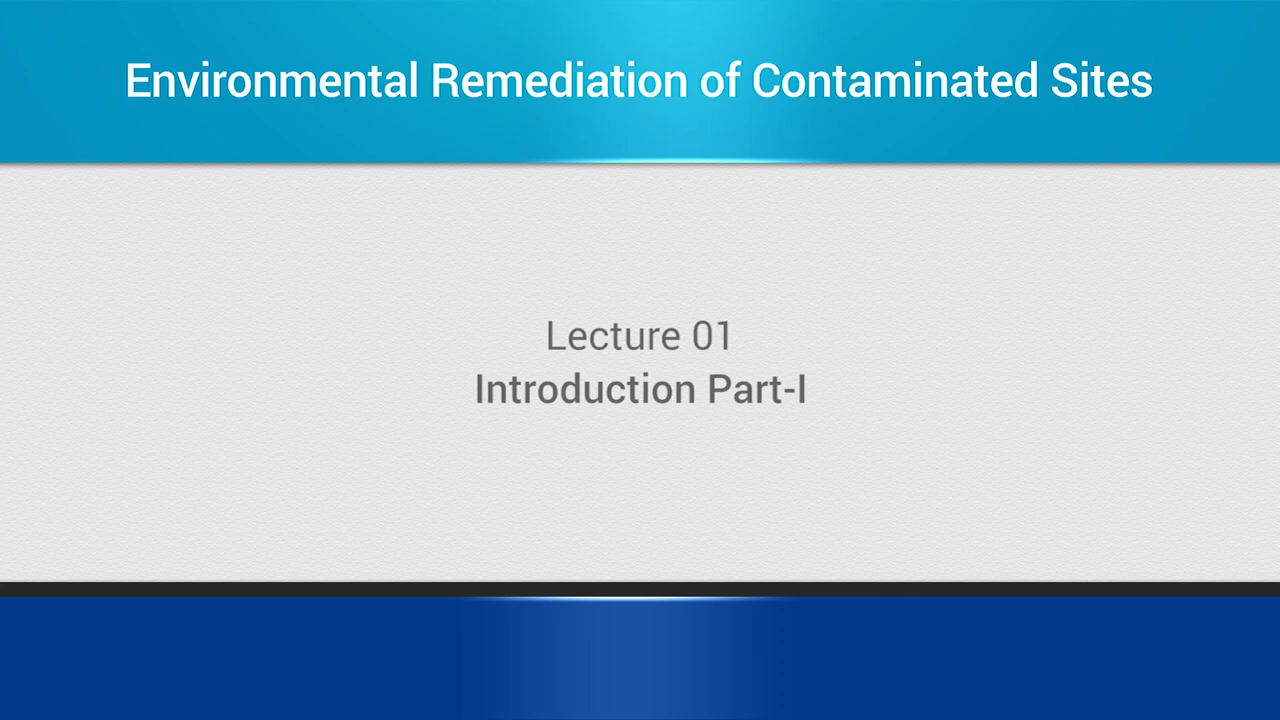 Environmental Remediation of Contaminated Sites
Lecture 01
Introduction Part-I